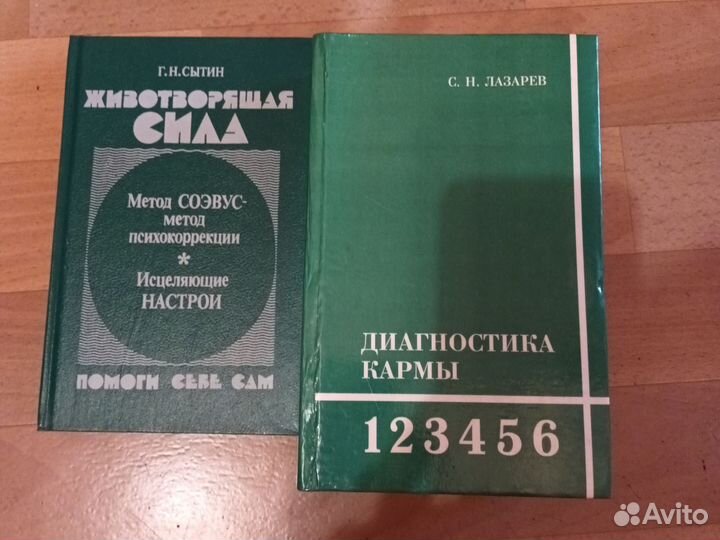 Г.Н.СЫТИН
ЖИВОТВОРЯЩАЯ
СИЛА
Метод СОЭВУС-
метод
психокоррекции
*
Исцеляющие
НАСТРОИ
ПОМОГИ СЕБЕ САМ
С. Н. ЛАЗАРЕВ
ДИАГНОСТИКА
КАРМЫ
123456
Avito